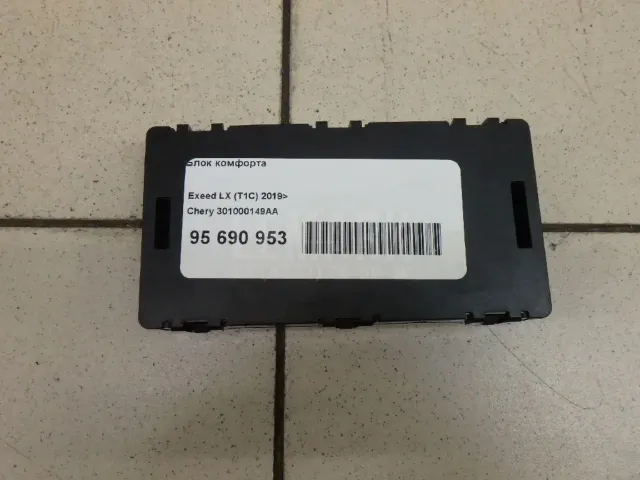 Блок комфорта
Exeed LX (T1C) 2019>
Chery 301000149AA
95 690 953